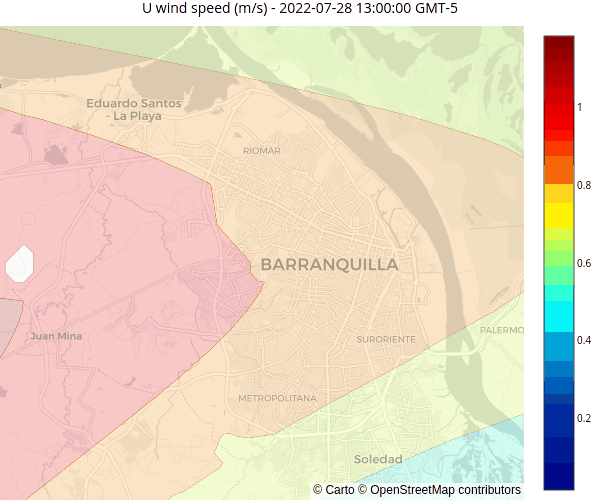 U wind speed (m/s) - 2022-07-28 13:00:00 GMT-5
Eduardo Santos
- La Playa
RIOMAR
BARRANQUILLA
Juan Mina
SURORIENTE
PALERMO
METROPOLITANA
Soledad
© Carto © OpenStreetMap contributors
1
0.8
0.6
0.4
0.2